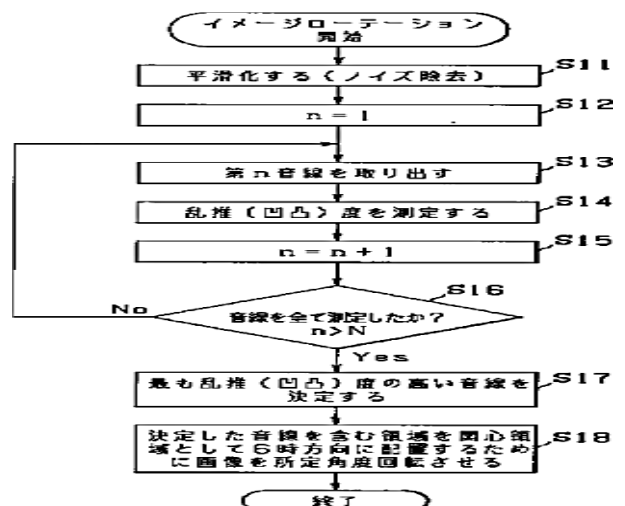 イメージローテーション
開始
平滑化する(ノイズ除去)
S11
n=1
S12
第n音線を取り出す
S13
乱推(凹凸)度を測定する
S14
n=n+1
S15
音線を全て測定したか?
n>N
S16
No
Yes
最も乱推(凹凸)度の高い音線を
決定する
S17
決定した音線を含む領域を関心領
域として6時方向に配置するため
に画像を所定角度回転させる
S18
終了